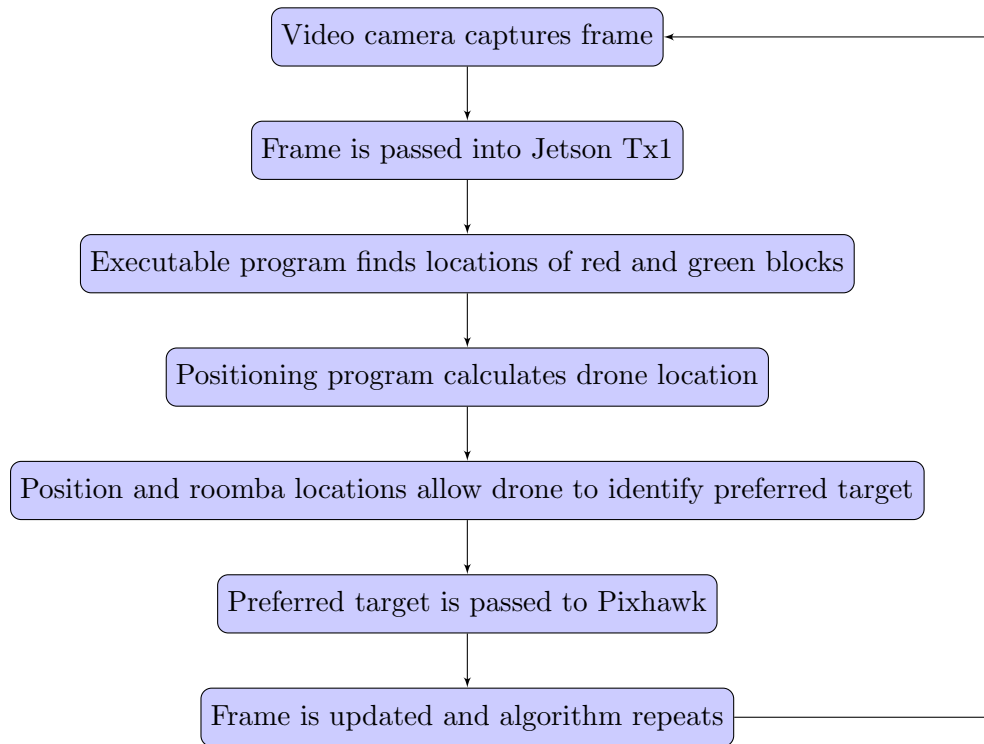 Video camera captures frame
Frame is passed into Jetson Tx1
Executable program finds locations of red and green blocks
Positioning program calculates drone location
Position and roomba locations allow drone to identify preferred target
Preferred target is passed to Pixhawk
Frame is updated and algorithm repeats